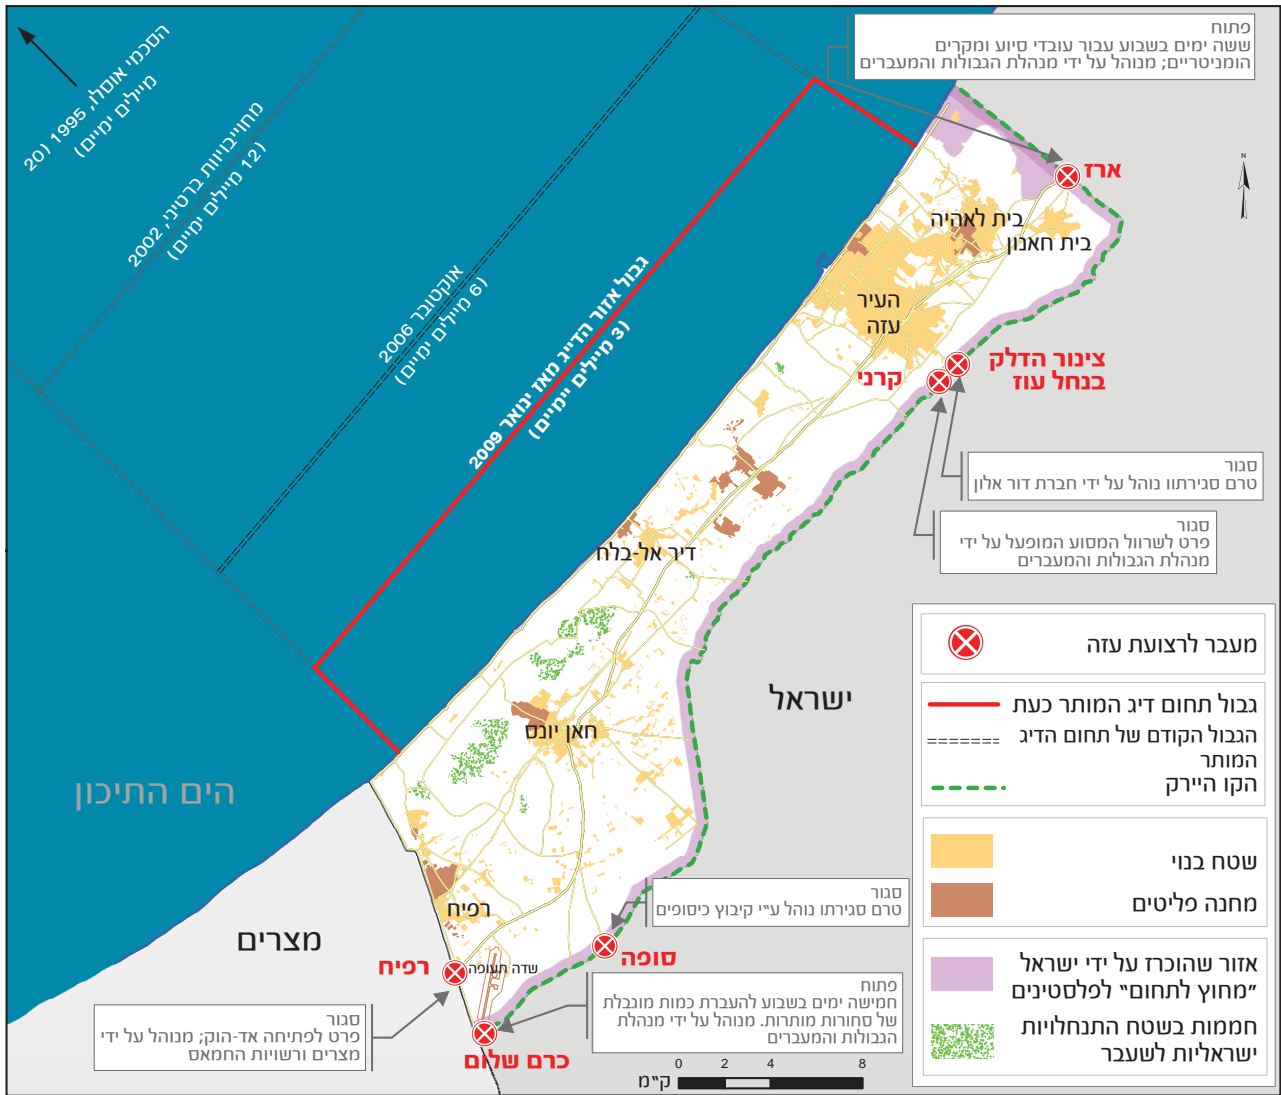 פתוח
ששה ימים בשבוע עבור עובדי סיוע ומקרים
הומניטריים; מנוהל על ידי מנהלת הגבולות והמעברים
הסכמי אוסלו, 1995 (20
מיילים ימיים)
מחוייבויות ברטיני, 2002
(12 מיילים ימיים)
אוקטובר 2006
(6 מיילים ימיים)
גבול אזור הדייג מאז ינואר 2009
(3 מיילים יימיים)
N
ארז
בית לאהיה
בית חאנון
העיר
עזה
צינור הדלק
בנחל עוז
קרני
סגור
טרם סגירתוו נוהל על ידי חברת דור אלון
סגור
פרט לשרוול המסוע המופעל על ידי
מנהלת הגבולות והמעברים
דיר אל-בלח
ישראל
חאן יונס
הים התיכון
מעבר לרצועת עזה
גבול תחום דיג המותר כעת
הגבול הקודם של תחום הדיג
המותר
הקו היירק
שטח בנוי
מחנה פליטים
אזור שהוכרז על ידי ישראל
"מחוץ לתחום" לפלסטינים
חממות בשטח התנחלויות
ישראליות לשעבר
סגור
טרם סגירתו נוהל ע"י קיבוץ כיסופים
רפיח
מצרים
סופה
רפיח
שדה תעופה
פתוח
חמישה ימים בשבוע להעברת כמות מוגבלת
של סחורות מותרות. מנוהל על ידי מנהלת
הגבולות והמעברים
סגור
פרט לפתיחה אד-הוק; מנוהל על ידי
מצרים ורשויות החמאס
כרם שלום
0 2 4 8
ק"מ